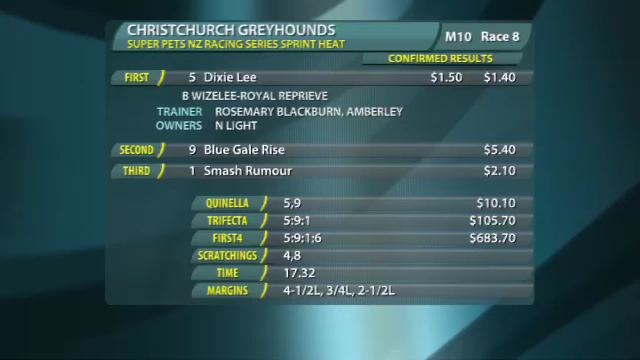 CHRISTCHURCH GREYHOUNDS
SUPER PETS NZ RACING SERIES SPRINT HEAT
M10 Race 8
CONFIRMED RESULTS
FIRST 5 Dixie Lee $1.50 $1.40
B WIZELEE-ROYAL REPRIEVE
TRAINER ROSEMARY BLACKBURN, AMBERLEY
OWNERS N LIGHT
SECOND 9 Blue Gale Rise $5.40
THIRD 1 Smash Rumour $2.10
QUINELLA 5,9 $10.10
TRIFECTA 5:9:1 $105.70
FIRST4 5:9:1:6 $683.70
SCRATCHINGS 4,8
TIME 17.32
MARGINS 4-1/2L, 3/4L, 2-1/2L